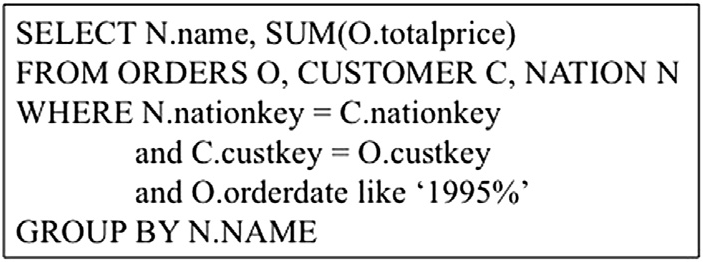 SELECT N.name, SUM(O.totalprice)
FROM ORDERS O, CUSTOMER C, NATION N
WHERE N.nationkey = C.nationkey
and C.custkey = O.custkey
and O.orderdate like ‘1995%’
GROUP BY N.NAME